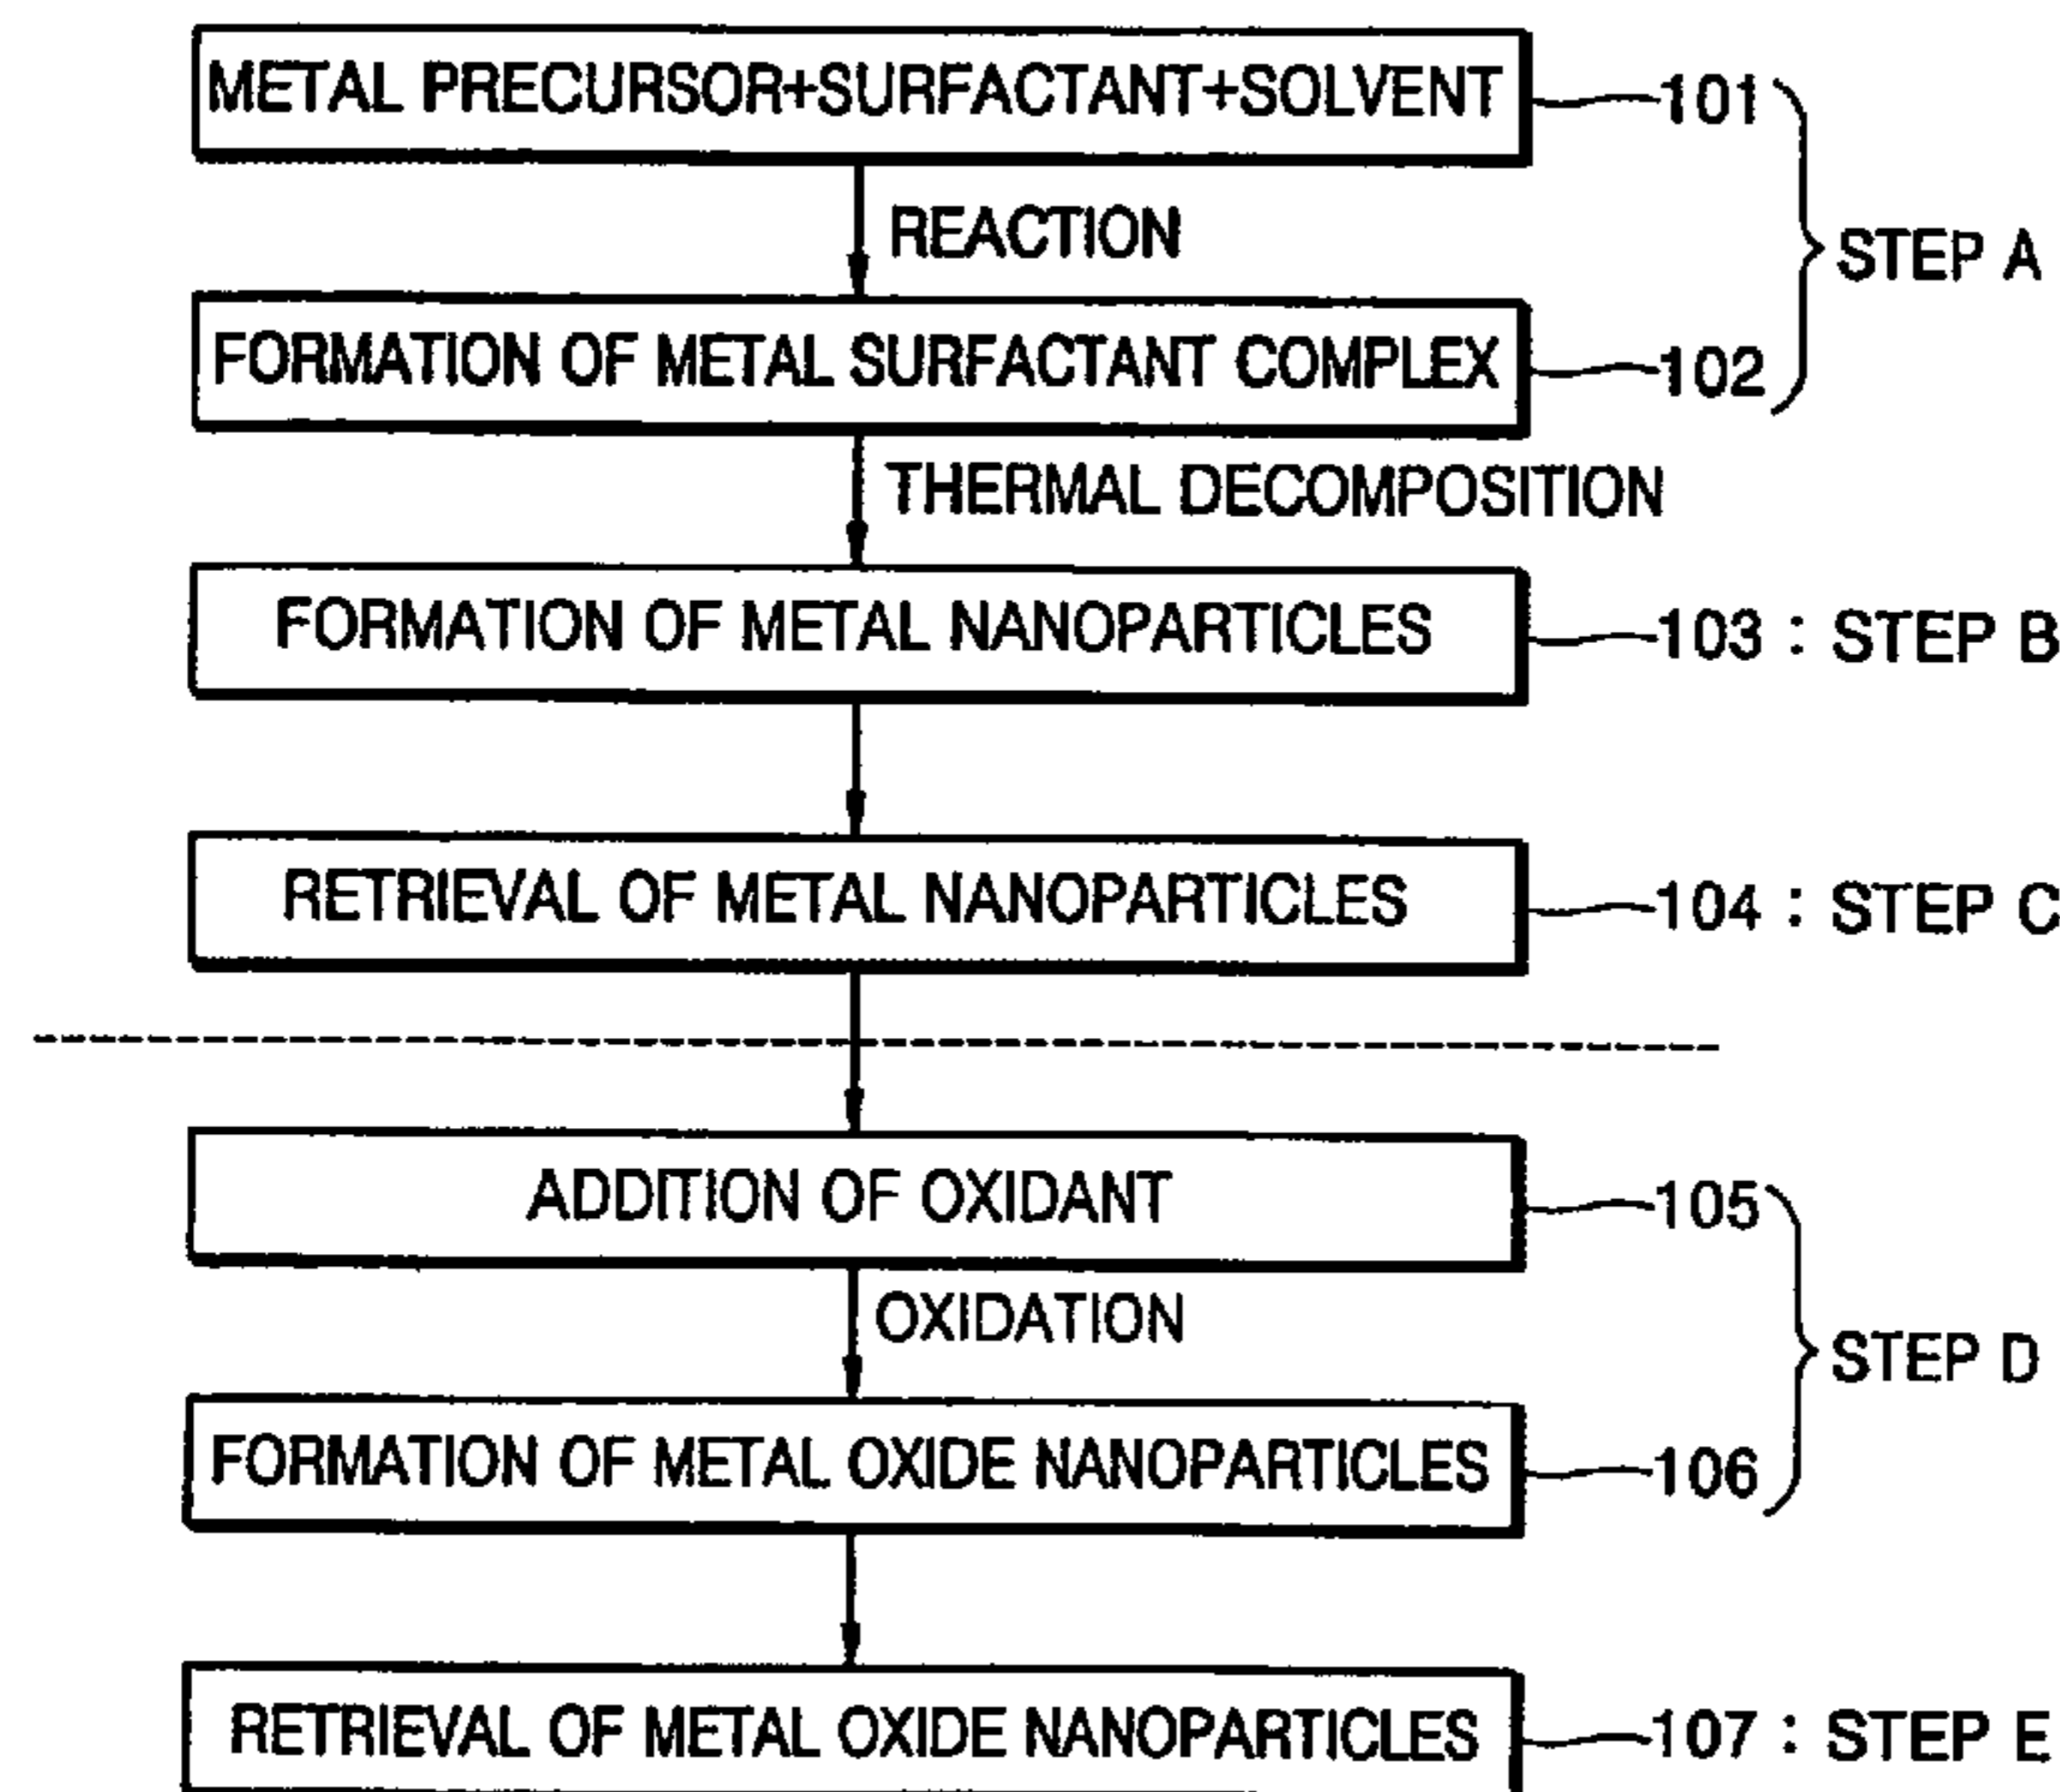 METAL PRECURSOR+SURFACTANT+SOLVENT
101
REACTION
STEP A
FORMATION OF METAL SURFACTANT COMPLEX
102
THERMAL DECOMPOSITION
FORMATION OF METAL NANOPARTICLES
103 : STEP B
RETRIEVAL OF METAL NANOPARTICLES
104 : STEP C
ADDITION OF OXIDANT
105
OXIDATION
STEP D
FORMATION OF METAL OXIDE NANOPARTICLES
106
RETRIEVAL OF METAL OXIDE NANOPARTICLES
107 : STEP E